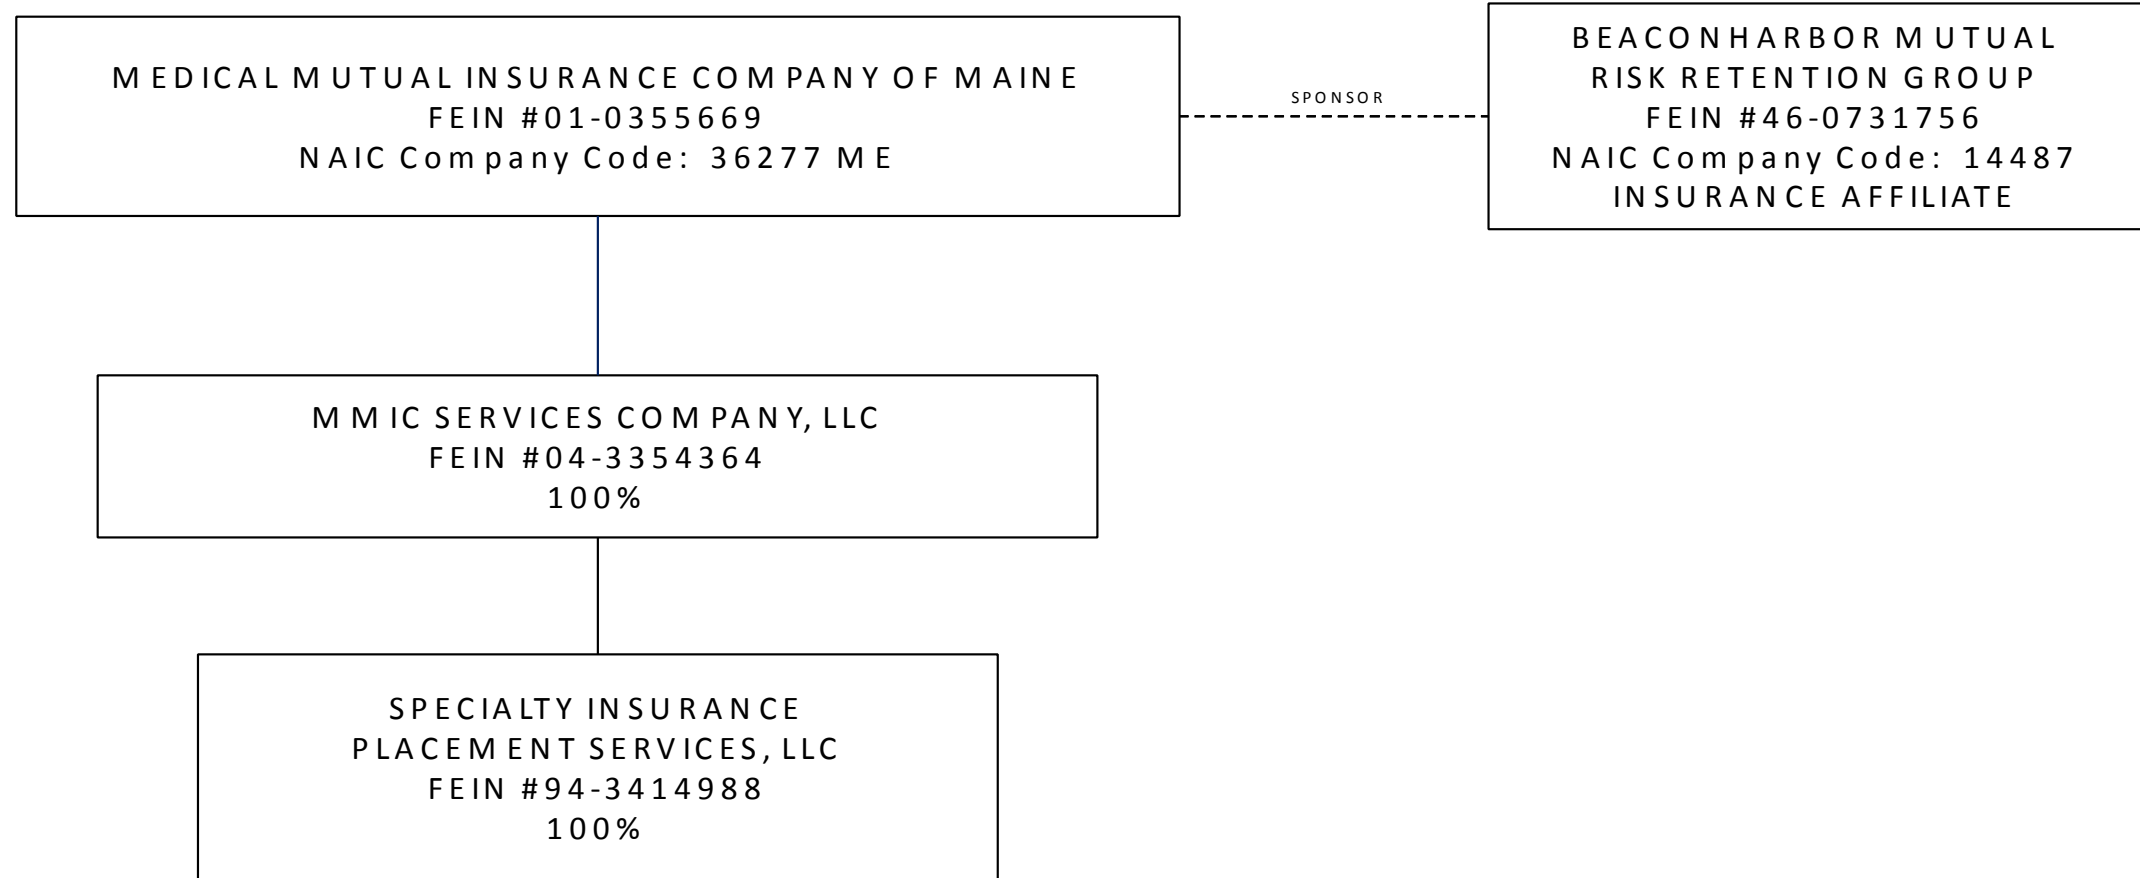 MEDICAL MUTUAL INSURANCE COMPANY OF MAINE
FEIN #01-0355669
NAIC Company Code: 36277 ME
SPONSOR
BEACONHARBOR MUTUAL
RISK RETENTION GROUP
FEIN #46-0731756
NAIC Company Code: 14487
INSURANCE AFFILIATE
MMIC SERVICES COMPANY, LLC
FEIN #04-3354364
100%
SPECIALTY INSURANCE
PLACEMENT SERVICES, LLC
FEIN #94-3414988
100%